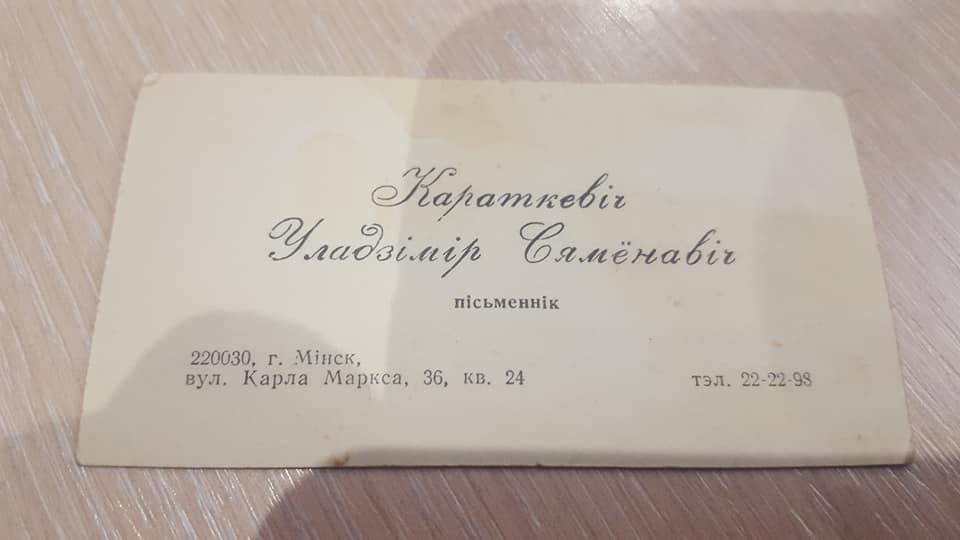 Караткевіч
Уладзімір Сямёнавіч
пісьменнік
220030, г. Мінск,
вул. Карла Маркса, 36, кв. 24
тэл. 22-22-98